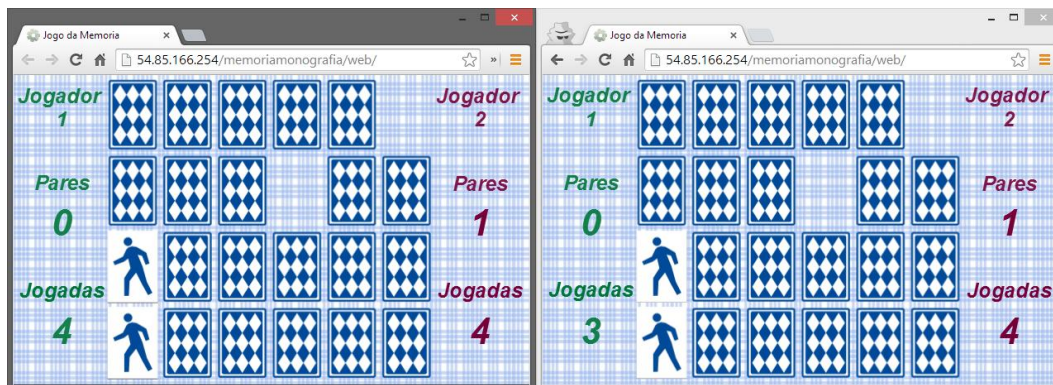 Jogo da Memoria
54.85.166.254/memoriamonografia/web/
Jogador
1
Jogador
2
Pares
0
Pares
1
Jogadas
4
Jogadas
4
Jogo da Memoria
54.85.166.254/memoriamonografia/web/
Jogador
1
Jogador
2
Pares
0
Pares
1
Jogadas
3
Jogadas
4